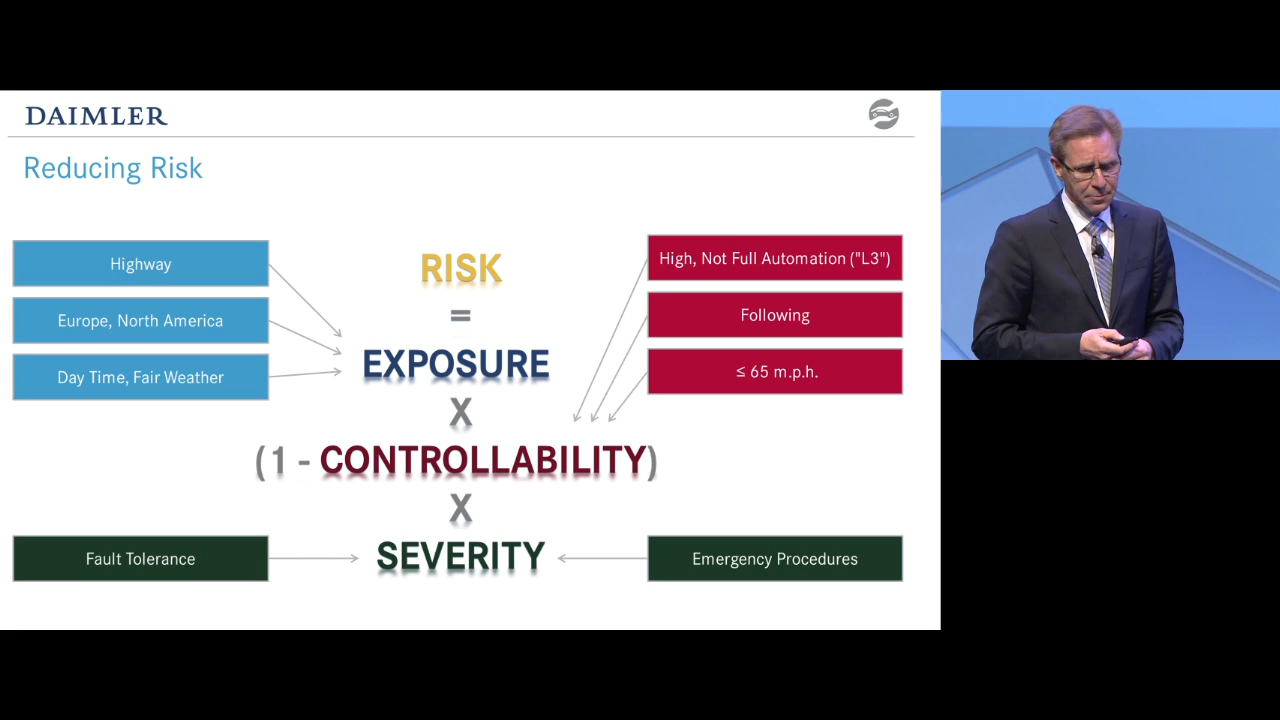 DAIMLER
Reducing Risk
Highway
Europe, North America
Day Time, Fair Weather
RISK
=
EXPOSURE
X
(1 - CONTROLLABILITY)
X
SEVERITY
High, Not Full Automation ("L3")
Following
≤ 65 m.p.h.
Fault Tolerance
Emergency Procedures